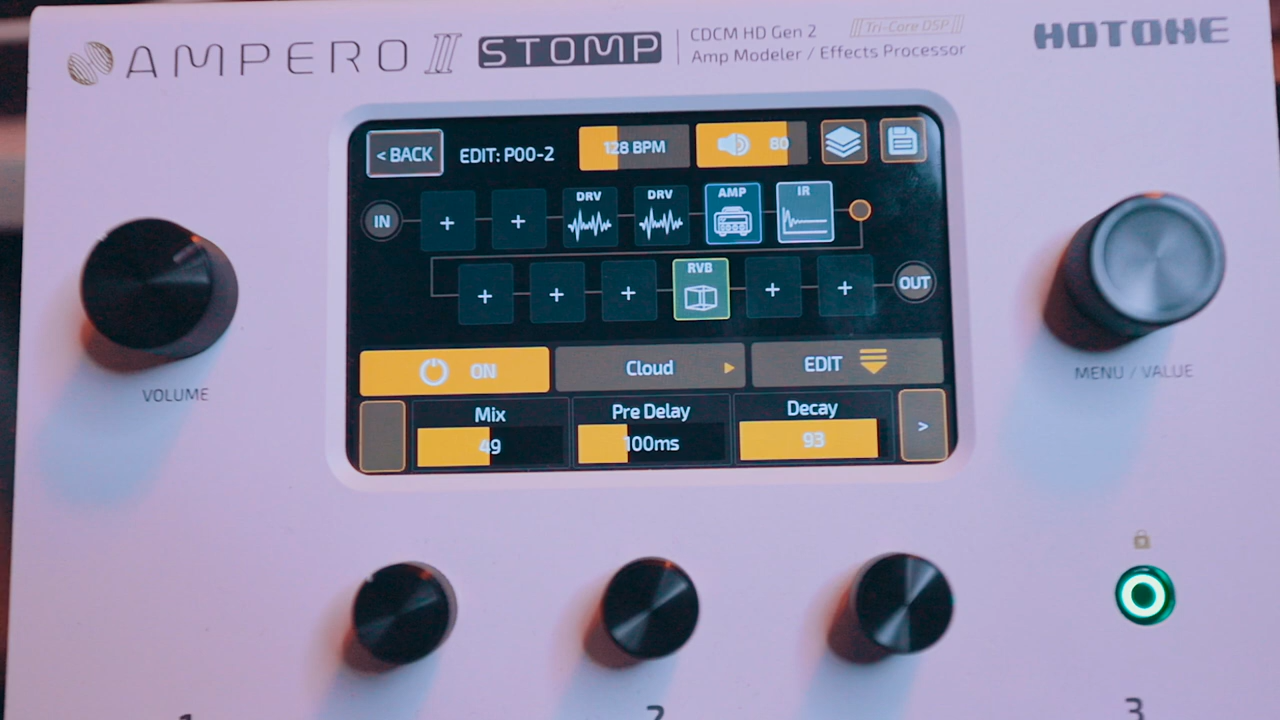 AMPERO II STOMP
CDCM HD Gen 2
Tri-Core DSP
Amp Modeler / Effects Processor
HOTONE
< BACK
EDIT: P00-2
128 BPM
80
IN
+
+
DRV
DRV
AMP
IR
+
+
+
RVB
+
+
OUT
ON
Cloud
EDIT
Mix
49
Pre Delay
100ms
Decay
93
>
VOLUME
MENU / VALUE
1
2
3